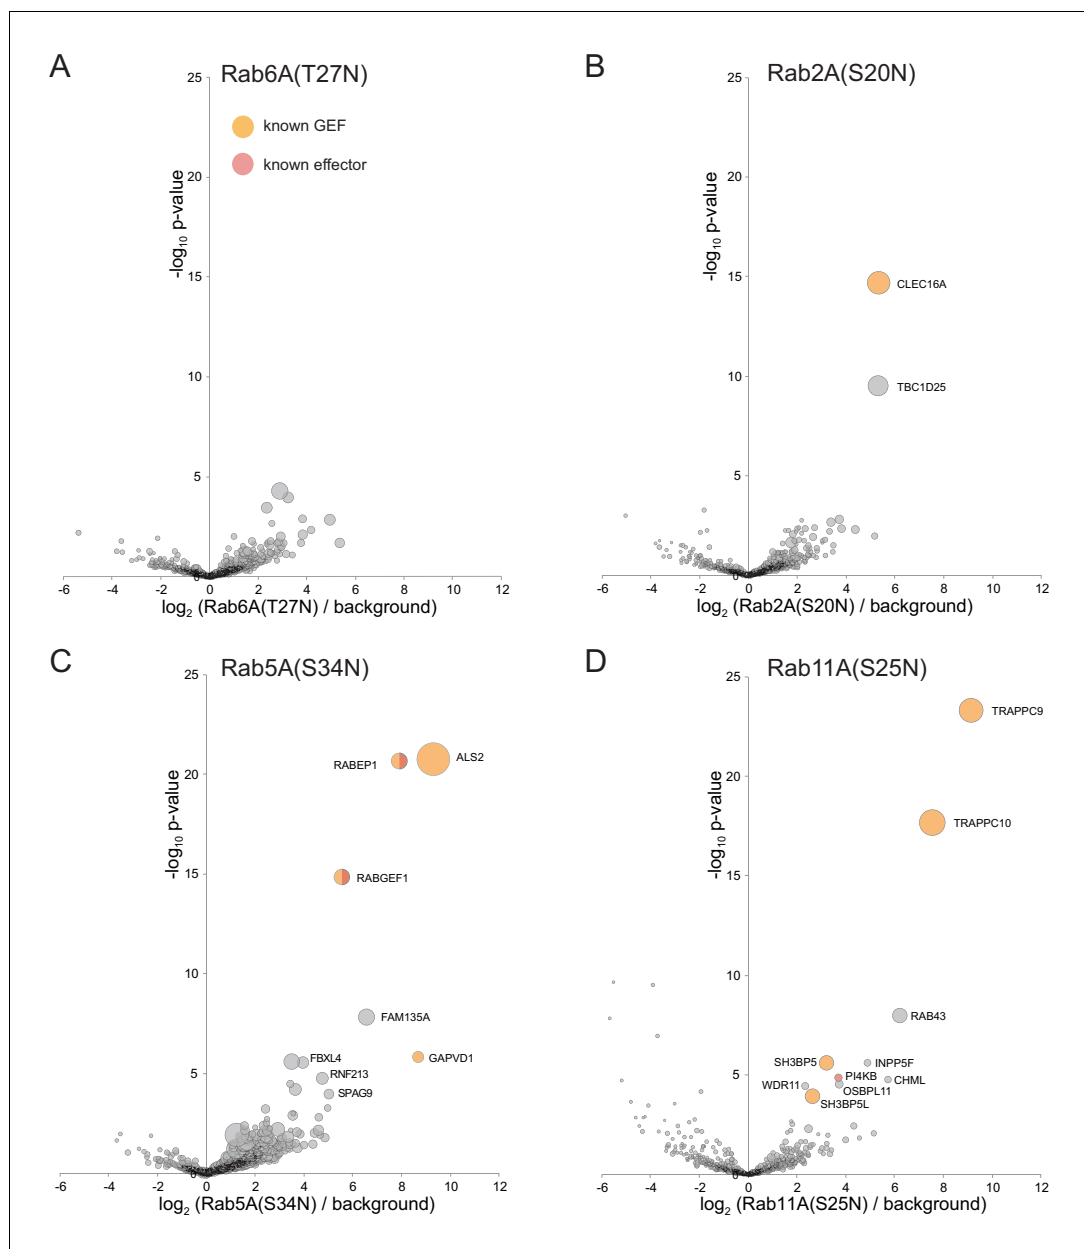 A
Rab6A(T27N)
25
20
15
10
5
0
-log10 p-value
known GEF
known effector
-6 -4 -2 0 2 4 6 8 10 12
log2 (Rab6A(T27N) / background)
B
Rab2A(S20N)
25
20
15
10
5
0
-log10 p-value
CLEC16A
TBC1D25
-6 -4 -2 0 2 4 6 8 10 12
log2 (Rab2A(S20N) / background)
C
Rab5A(S34N)
25
20
15
10
5
0
-log10 p-value
RABEP1
ALS2
RABGEF1
FAM135A
FBXL4
GAPVD1
RNF213
SPAG9
-6 -4 -2 0 2 4 6 8 10 12
log2 (Rab5A(S34N) / background)
D
Rab11A(S25N)
25
20
15
10
5
0
-log10 p-value
TRAPPC9
TRAPPC10
RAB43
SH3BP5
INPP5F
PI4KB
CHML
WDR11
OSBPL11
SH3BP5L
-6 -4 -2 0 2 4 6 8 10 12
log2 (Rab11A(S25N) / background)